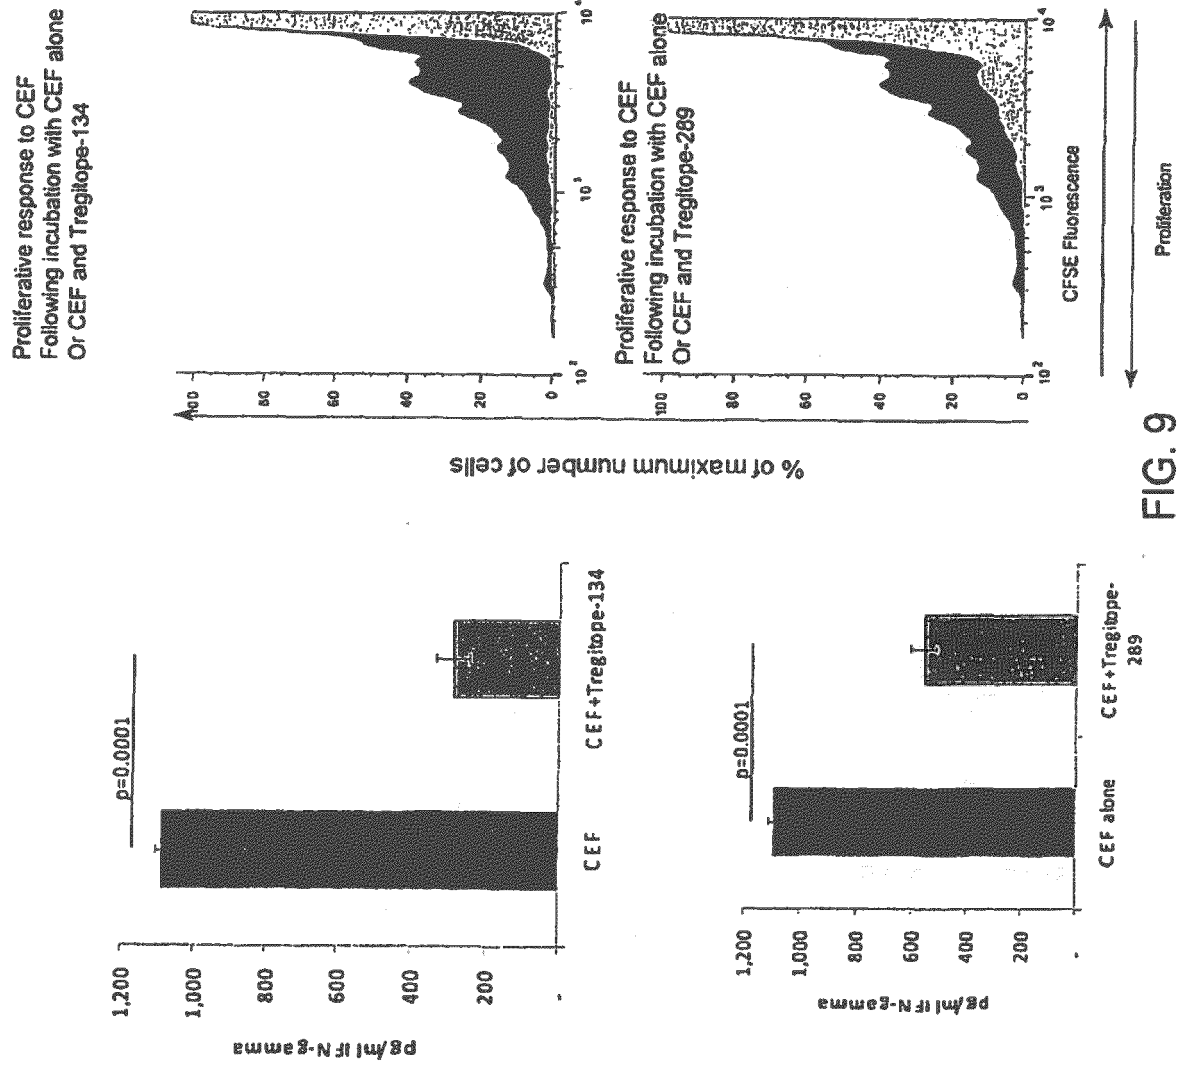 pg/ml IFN-gamma
1,200
1,000
800
600
400
200
-
p=0.0001
CEF
CEF+Tregitope-134
Proliferative response to CEF
Following incubation with CEF alone
Or CEF and Tregitope-134
100
80
60
40
20
0
10²
10³
10⁴
pg/ml IFN-gamma
1,200
1,000
800
600
400
200
-
p=0.0001
CEF alone
CEF+Tregitope-
289
% of maximum number of cells
Proliferative response to CEF
Following incubation with CEF alone
Or CEF and Tregitope-289
100
80
60
40
20
0
10²
10³
10⁴
CFSE Fluorescence
Proliferation
FIG. 9